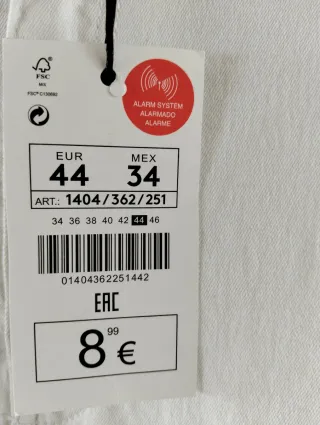 FSC
MIX
FSC® C130692
ALARM SYSTEM
ALARMADO
ALARME
EUR MEX
44 34
ART.: 1404/362/251
34 36 38 40 42 44 46
01404362251442
EAC
8 99 €